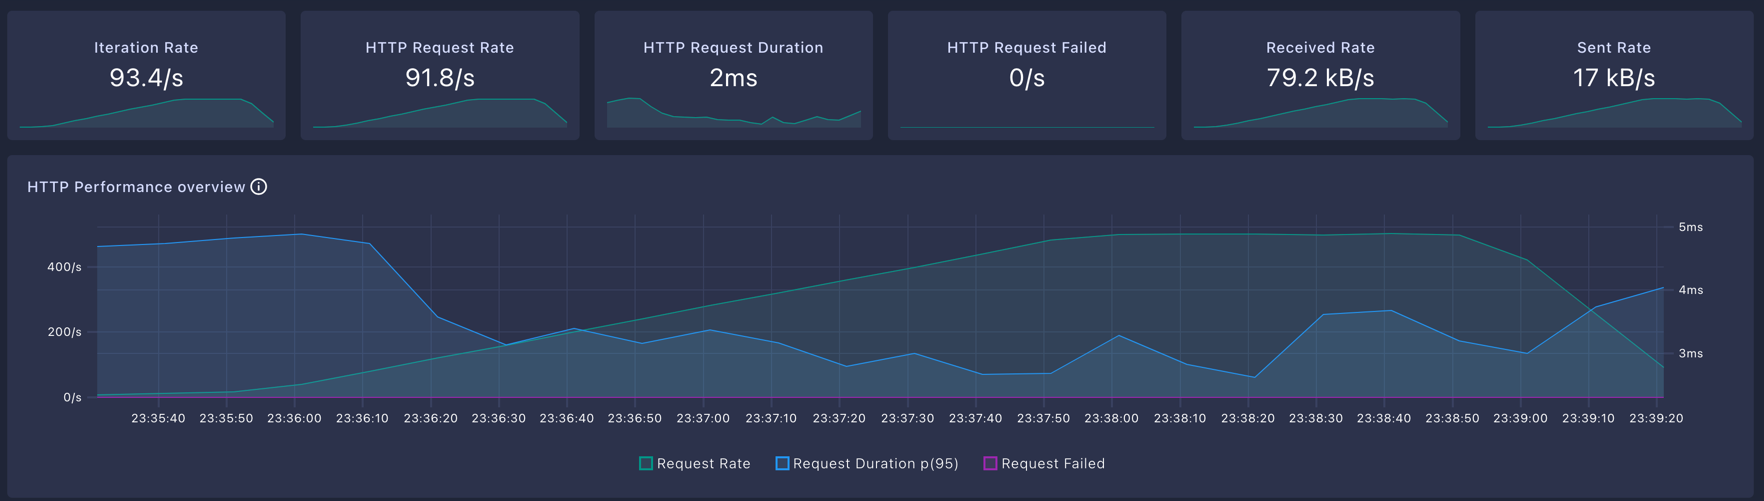 Iteration Rate
93.4/s
HTTP Request Rate
91.8/s
HTTP Request Duration
2ms
HTTP Request Failed
0/s
Received Rate
79.2 kB/s
Sent Rate
17 kB/s
HTTP Performance overview
5ms
400/s
4ms
200/s
3ms
0/s
23:35:40 23:35:50 23:36:00 23:36:10 23:36:20 23:36:30 23:36:40 23:36:50 23:37:00 23:37:10 23:37:20 23:37:30 23:37:40 23:37:50 23:38:00 23:38:10 23:38:20 23:38:30 23:38:40 23:38:50 23:39:00 23:39:10 23:39:20
Request Rate Request Duration p(95) Request Failed